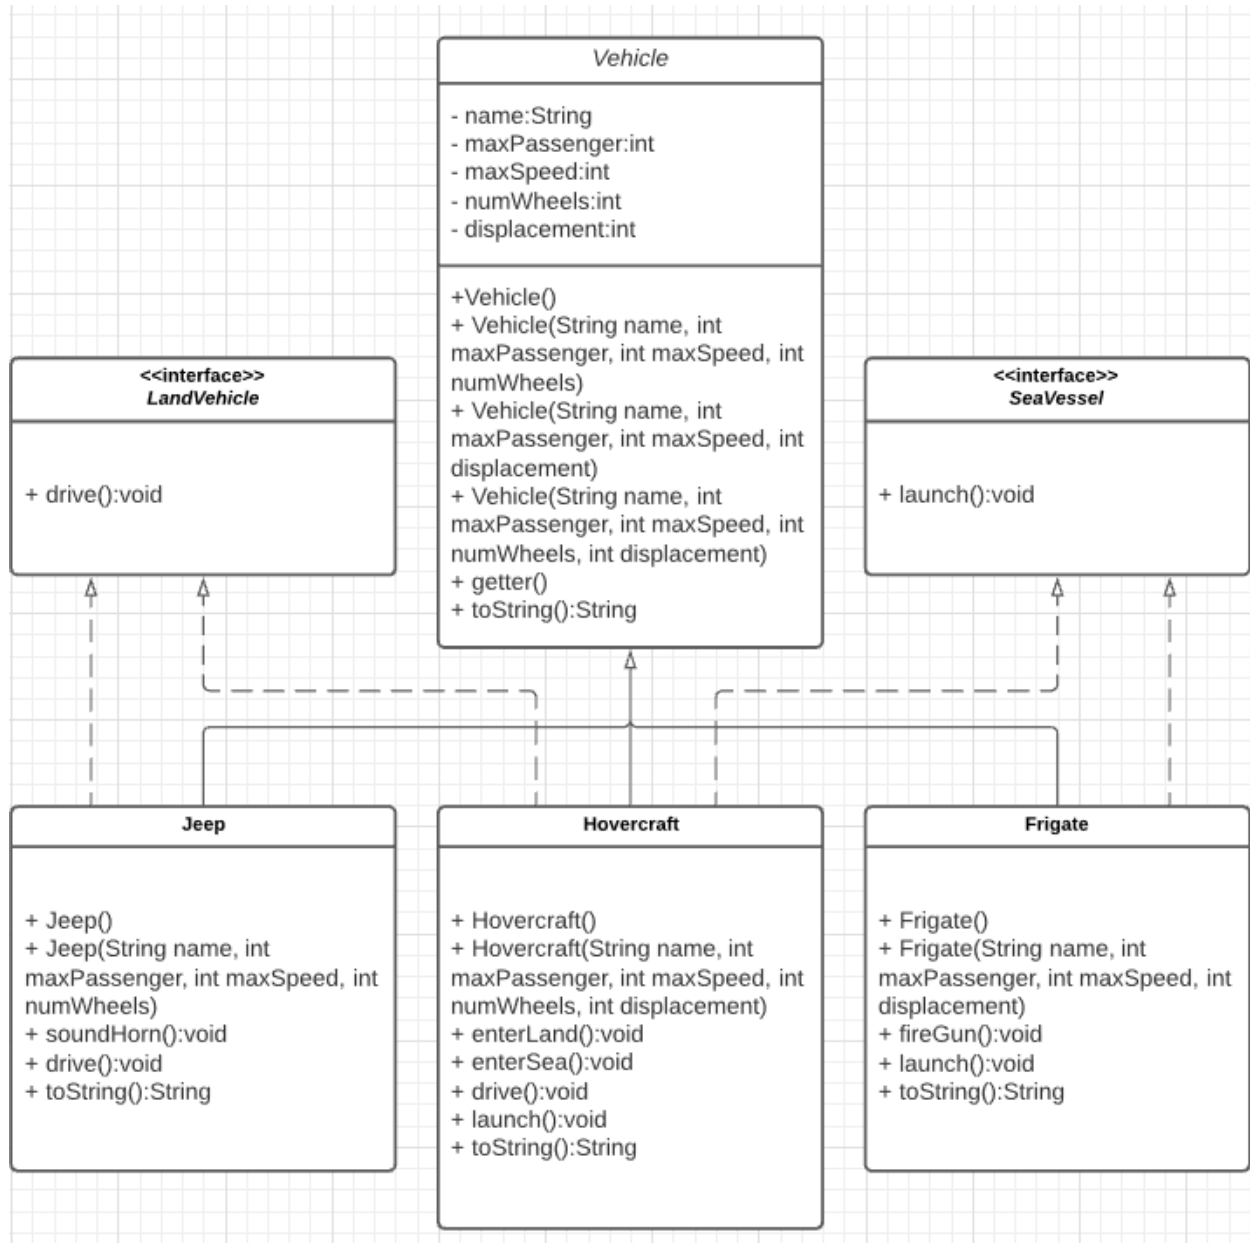 Vehicle
- name:String
- maxPassenger:int
- maxSpeed:int
- numWheels:int
- displacement:int
+Vehicle()
+ Vehicle(String name, int
maxPassenger, int maxSpeed, int
numWheels)
+ Vehicle(String name, int
maxPassenger, int maxSpeed, int
displacement)
+ Vehicle(String name, int
maxPassenger, int maxSpeed, int
numWheels, int displacement)
+ getter()
+ toString():String
<<interface>>
LandVehicle
+ drive():void
<<interface>>
SeaVessel
+ launch():void
Jeep
+ Jeep()
+ Jeep(String name, int
maxPassenger, int maxSpeed, int
numWheels)
+ soundHorn():void
+ drive():void
+ toString():String
Hovercraft
+ Hovercraft()
+ Hovercraft(String name, int
maxPassenger, int maxSpeed, int
numWheels, int displacement)
+ enterLand():void
+ enterSea():void
+ drive():void
+ launch():void
+ toString():String
Frigate
+ Frigate()
+ Frigate(String name, int
maxPassenger, int maxSpeed, int
displacement)
+ fireGun():void
+ launch():void
+ toString():String